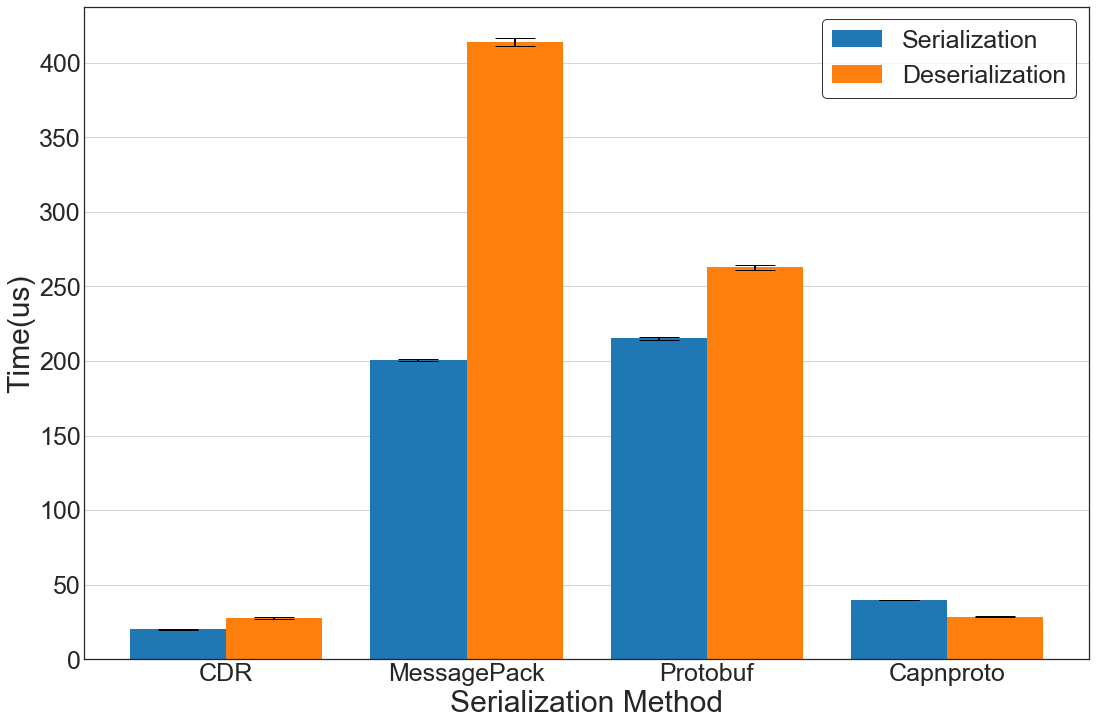 Time(us)
400
350
300
250
200
150
100
50
0
Serialization
Deserialization
CDR MessagePack Protobuf Capnproto
Serialization Method